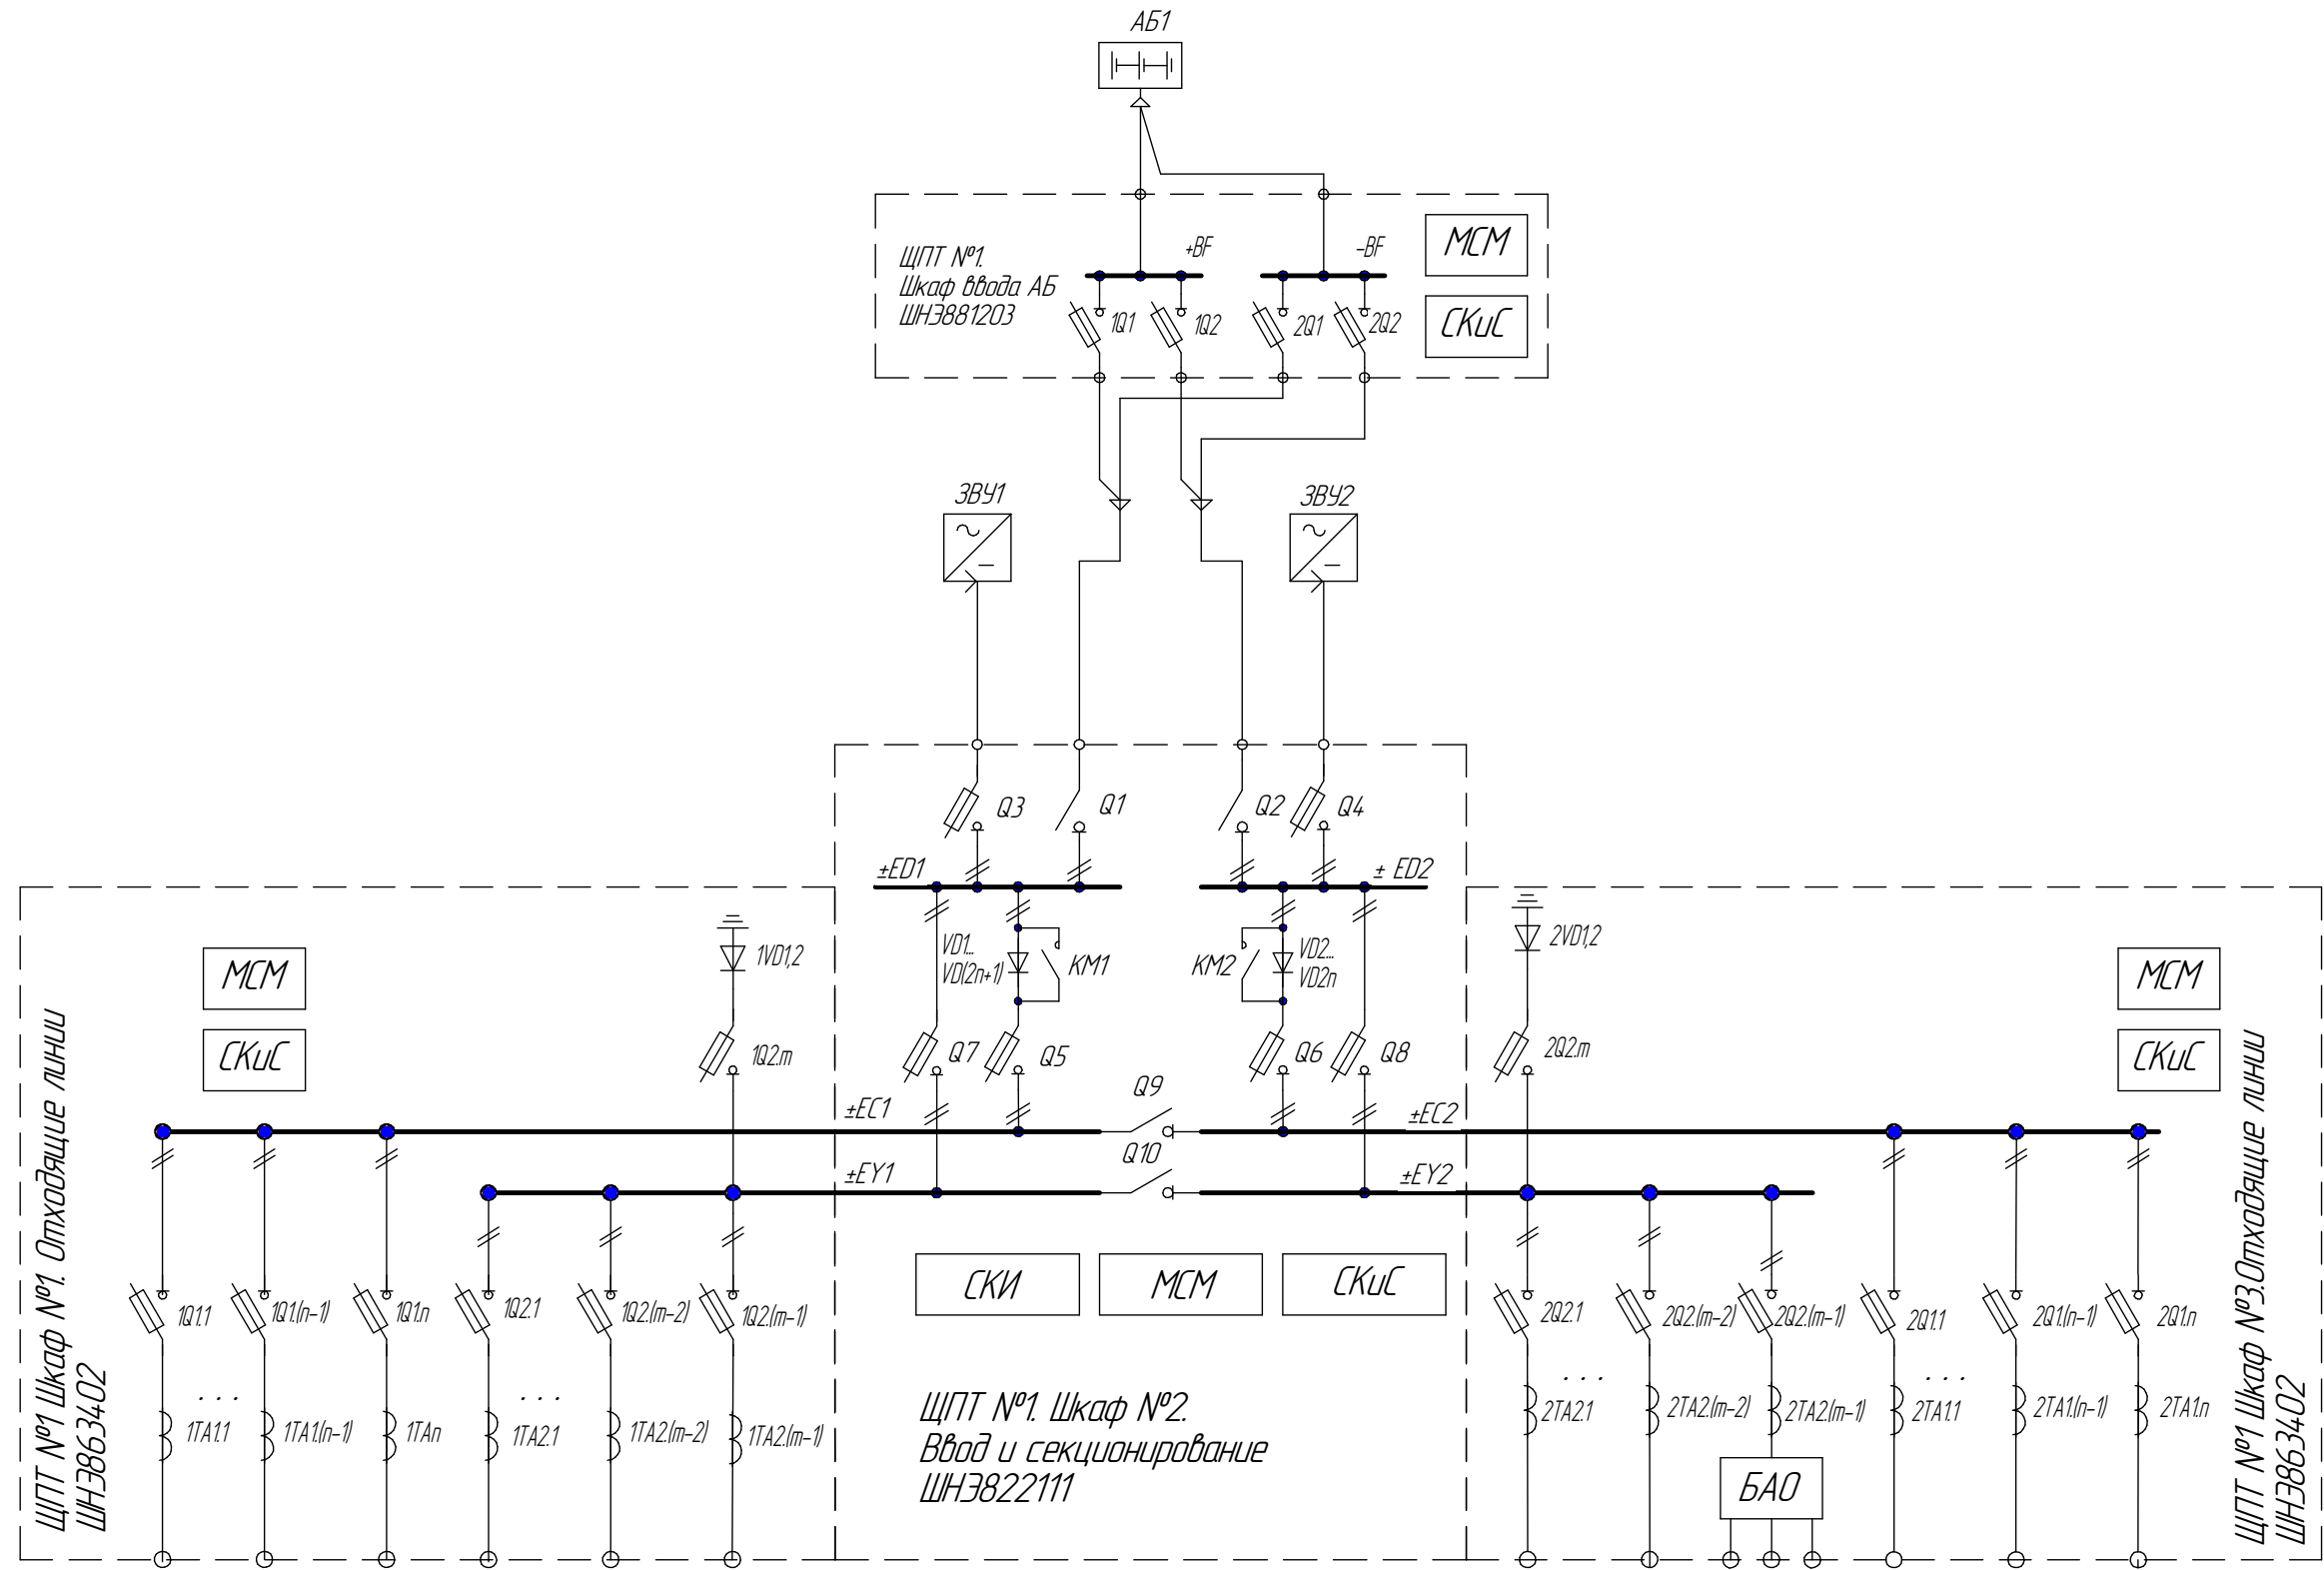 АБ1
ЩПТ №1.
Шкаф ввода АБ
ШНЭ881203
+BF
-BF
МСМ
СКиС
1Q1
1Q2
2Q1
2Q2
ЗВУ1
ЗВУ2
Q3
Q1
Q2
Q4
±ED1
± ED2
1VD1,2
VD1...
VD(2n+1)
КМ1
КМ2
VD2...
VD2n
2VD1,2
МСМ
МСМ
СКиС
СКиС
1Q2.m
Q7
Q5
Q6
Q8
2Q2.m
Q9
±EC1
±EC2
Q10
±EY1
±EY2
СКИ
МСМ
СКиС
1Q1.1
1Q1.(n-1)
1Q1.n
1Q2.1
1Q2.(m-2)
1Q2.(m-1)
2Q2.1
2Q2.(m-2)
2Q2.(m-1)
2Q1.1
2Q1.(n-1)
2Q1.n
. . .
. . .
. . .
. . .
1TA1.1
1TA1.(n-1)
1TAn
1TA2.1
1TA2.(m-2)
1TA2.(m-1)
2TA2.1
2TA2.(m-2)
2TA2.(m-1)
2TA1.1
2TA1.(n-1)
2TA1.n
ЩПТ №1. Шкаф №2.
Ввод и секционирование
ШНЭ822111
БАО
ЩПТ №1 Шкаф №1. Отходящие линии
ШНЭ863402
ЩПТ №1 Шкаф №3.Отходящие линии
ШНЭ863402